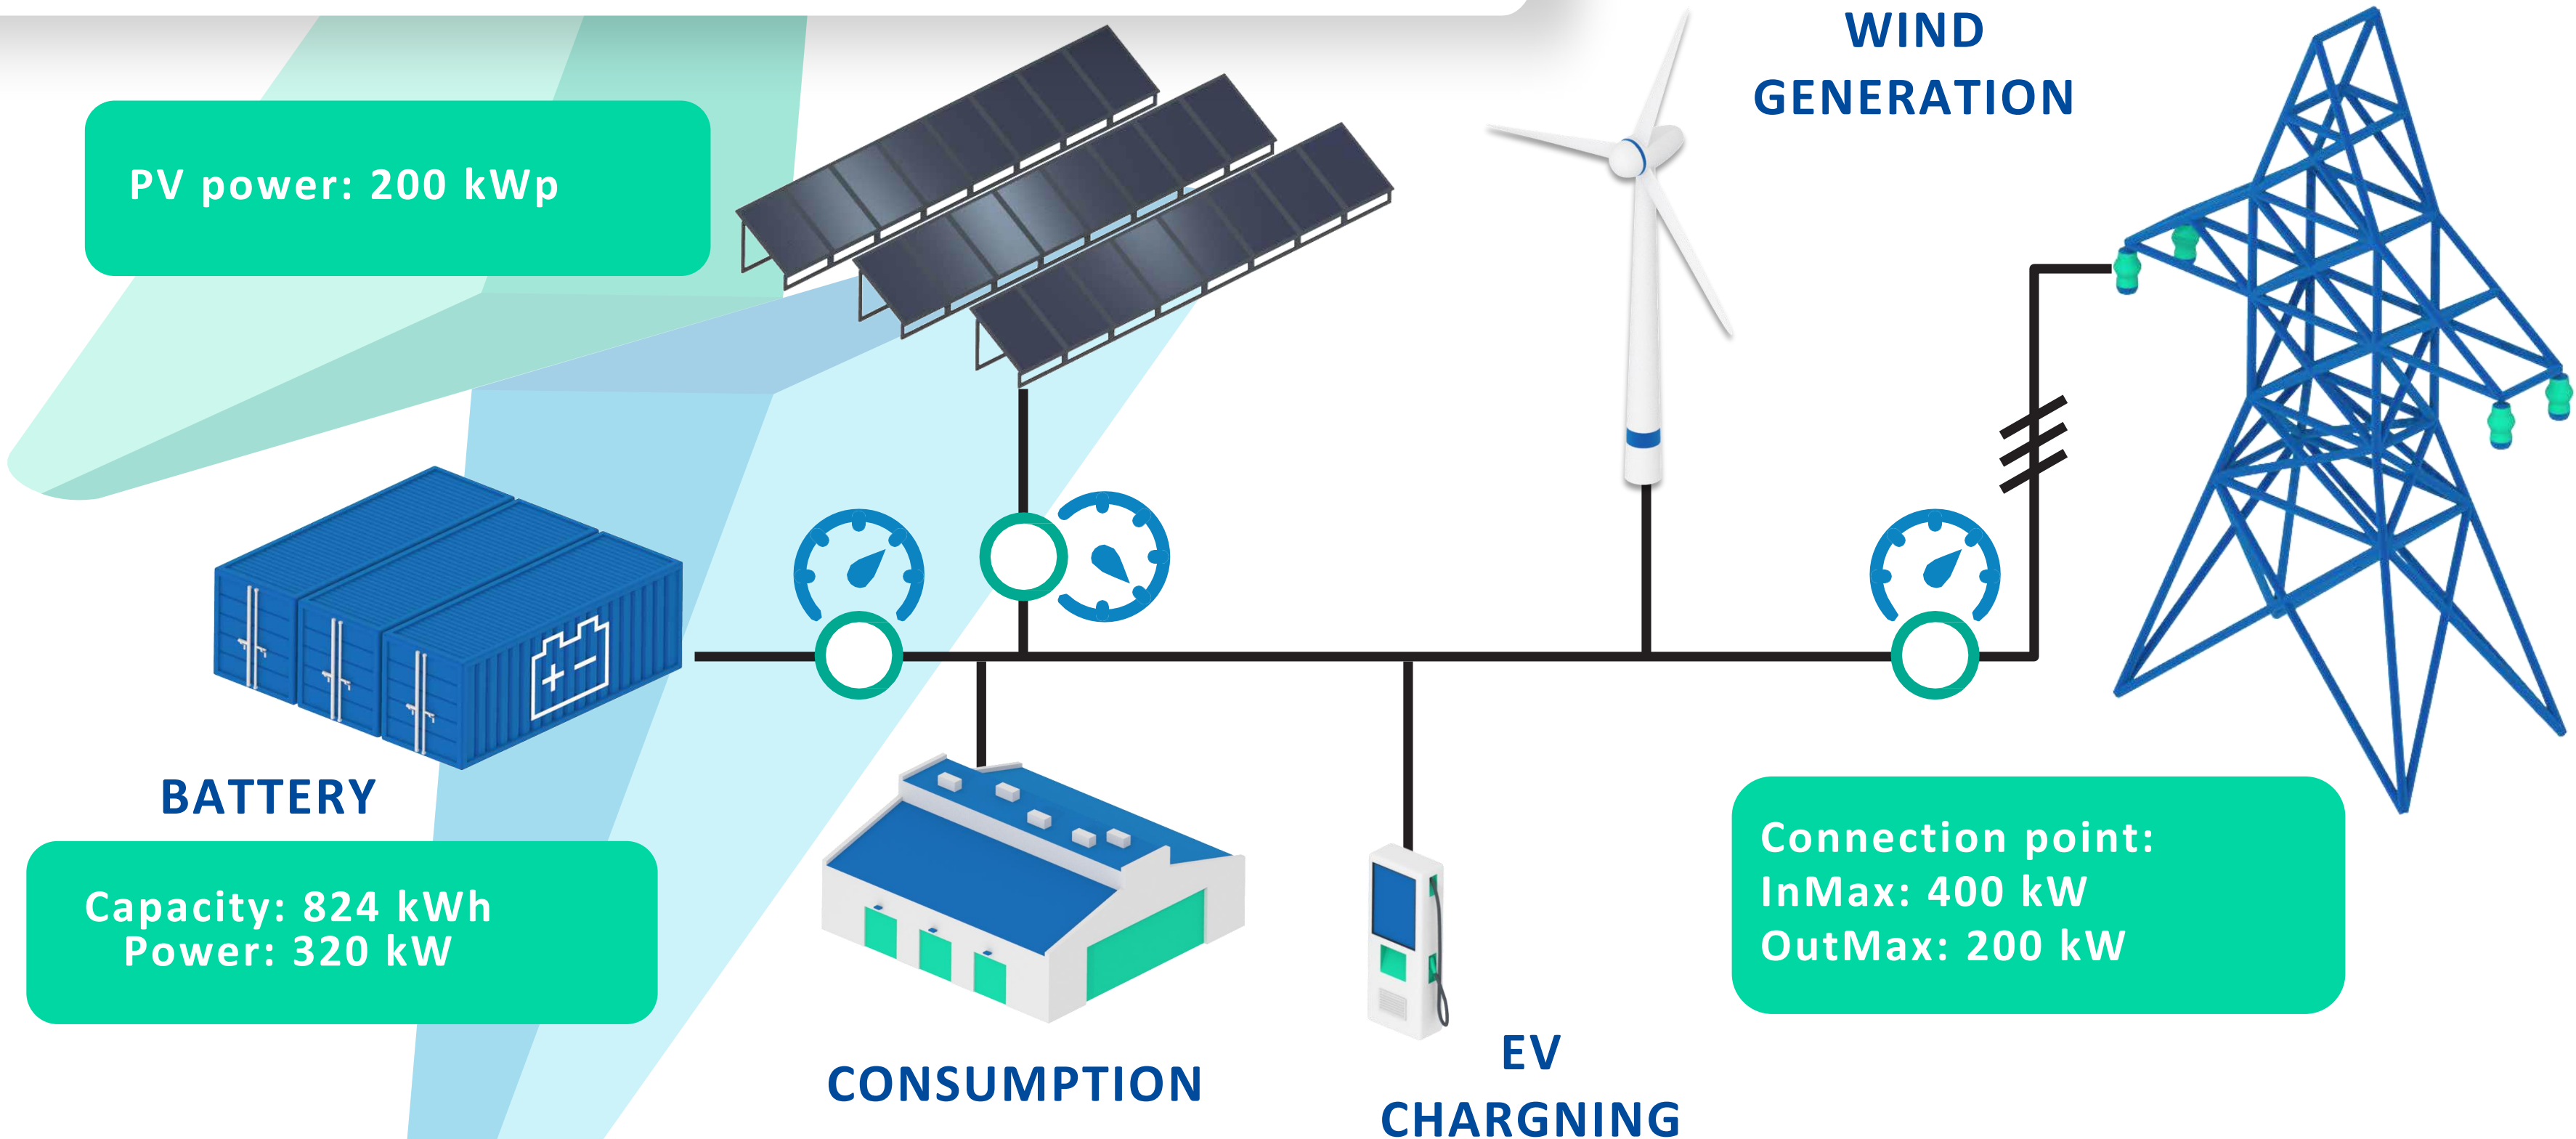 WIND
GENERATION
PV power: 200 kWp
BATTERY
Capacity: 824 kWh
Power: 320 kW
Connection point:
InMax: 400 kW
OutMax: 200 kW
CONSUMPTION
EV
CHARGNING